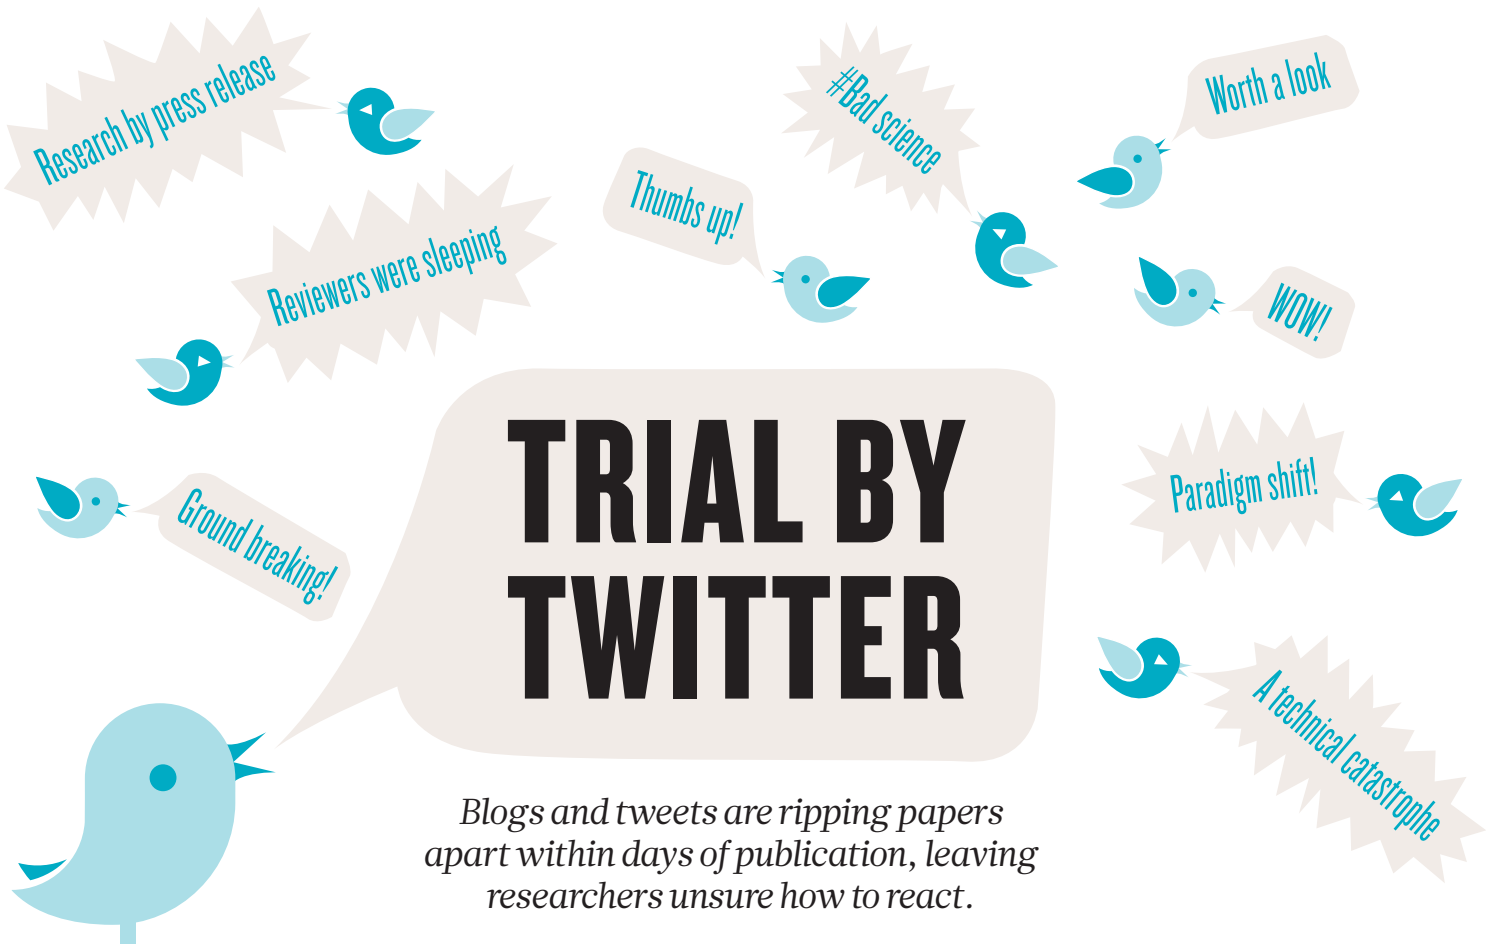 Research by press release
#Bad science
Worth a look
Thumbs up!
Reviewers were sleeping
WOW!
TRIAL BY
TWITTER
Paradigm shift!
Ground breaking!
A technical catastrophe
Blogs and tweets are ripping papers
apart within days of publication, leaving
researchers unsure how to react.